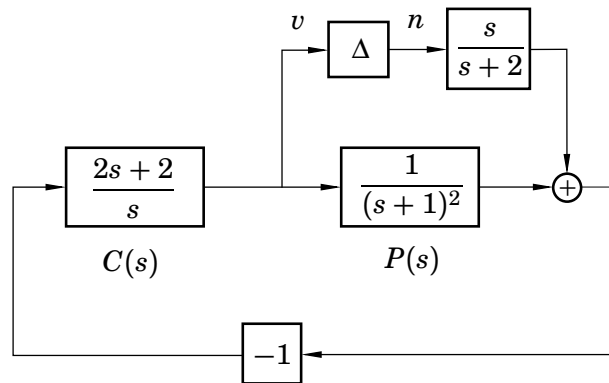 v
n
Δ
s
s + 2
2s + 2
s
1
(s + 1)²
+
C(s)
P(s)
−1